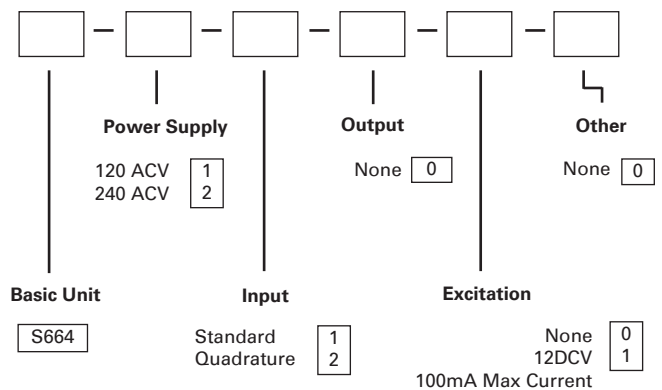 Power Supply
Output
Other
120 ACV 1
240 ACV 2
None 0
None 0
Basic Unit
Input
Excitation
S664
Standard 1
Quadrature 2
None 0
12DCV 1
100mA Max Current